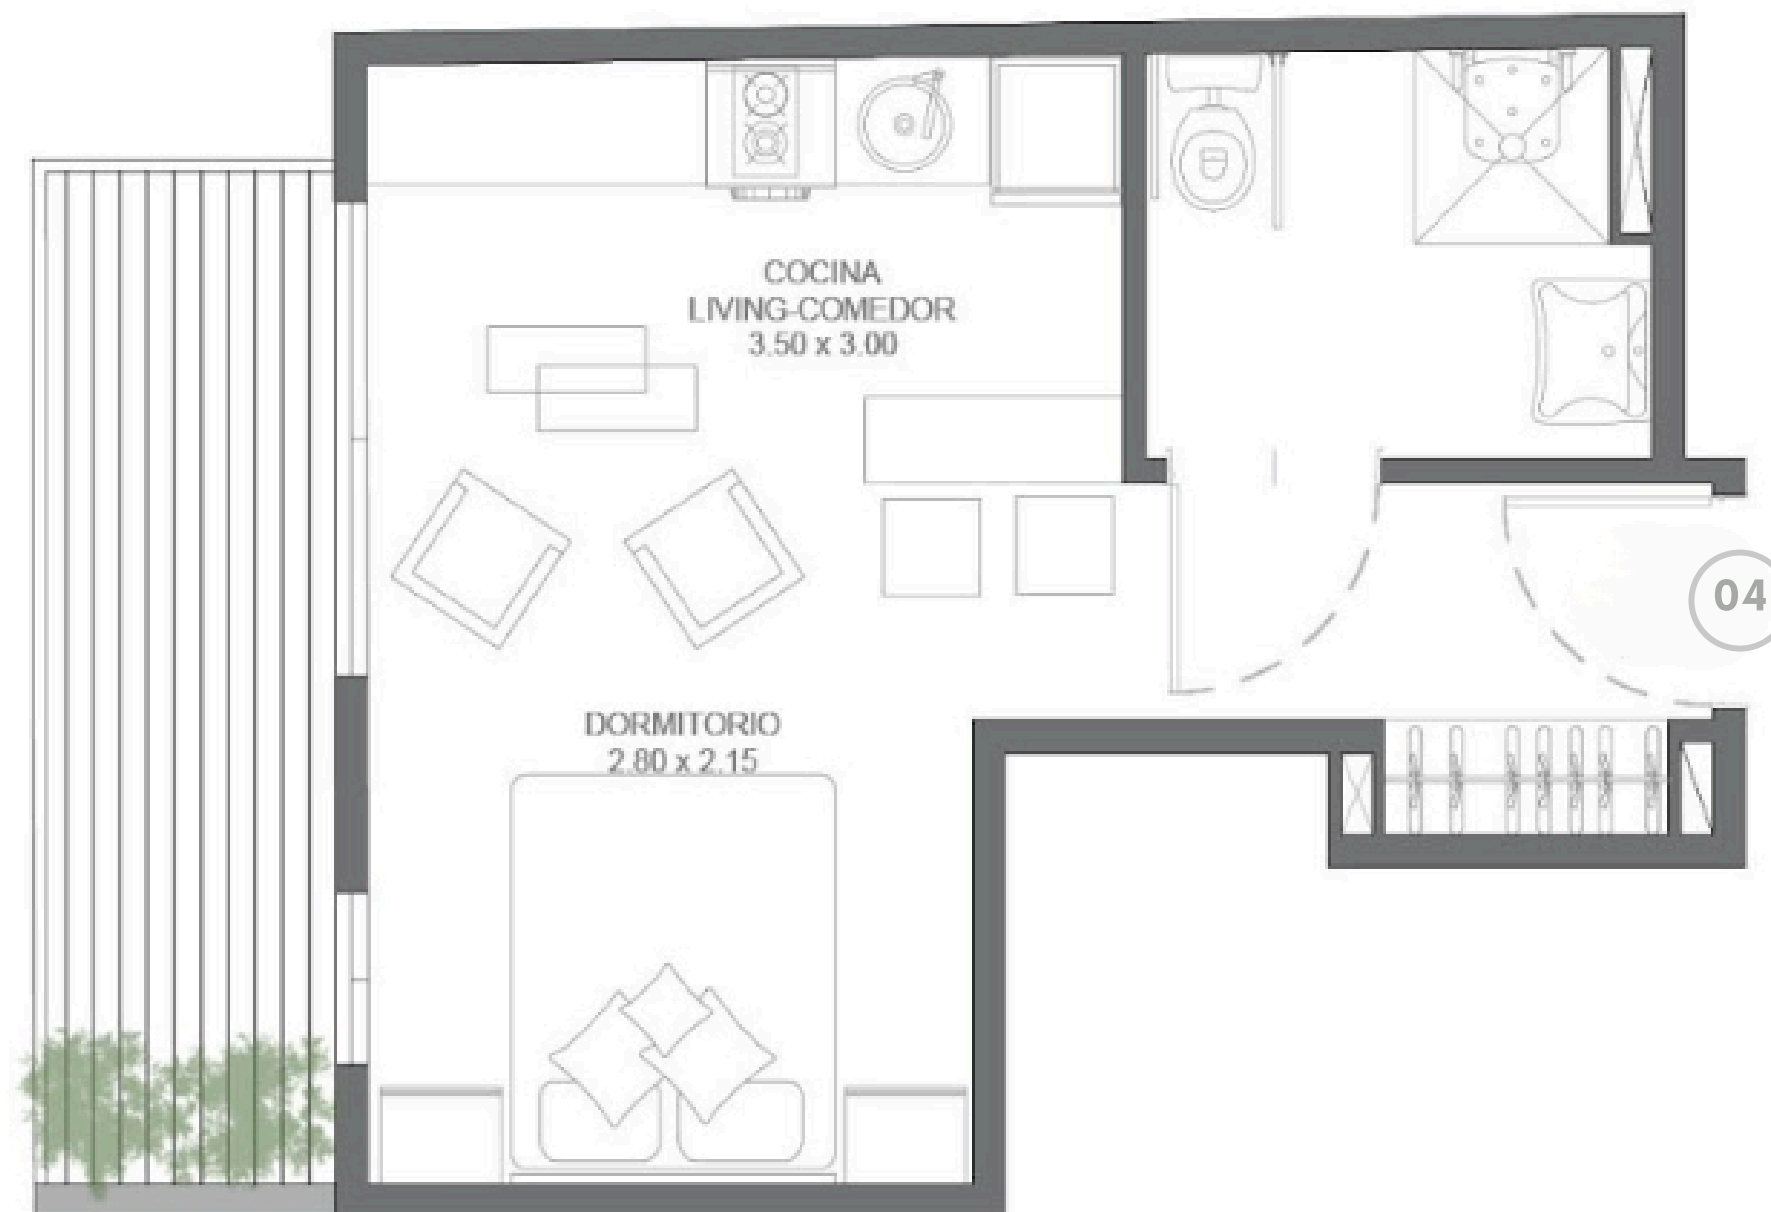 COCINA
LIVING-COMEDOR
3.50 x 3.00
04
DORMITORIO
2.80 x 2.15